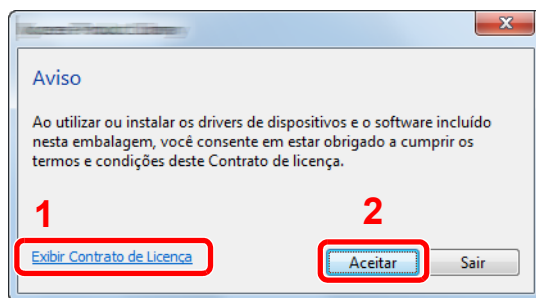 Aviso
Ao utilizar ou instalar os drivers de dispositivos e o software incluído
nesta embalagem, você consente em estar obrigado a cumprir os
termos e condições deste Contrato de licença.
1
2
Exibir Contrato de Licença
Aceitar
Sair